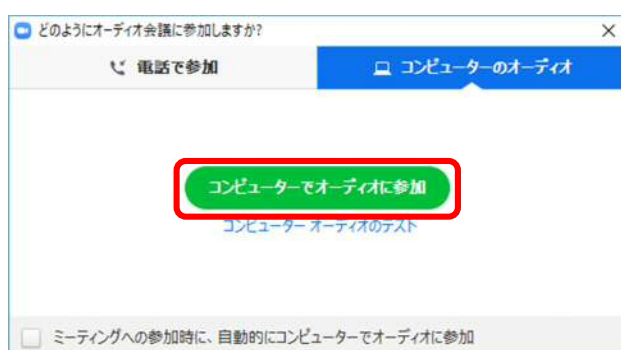 どのようにオーディオ会議に参加しますか?
電話で参加
コンピューターのオーディオ
コンピューターでオーディオに参加
コンピューター オーディオのテスト
ミーティングへの参加時に、自動的にコンピューターでオーディオに参加